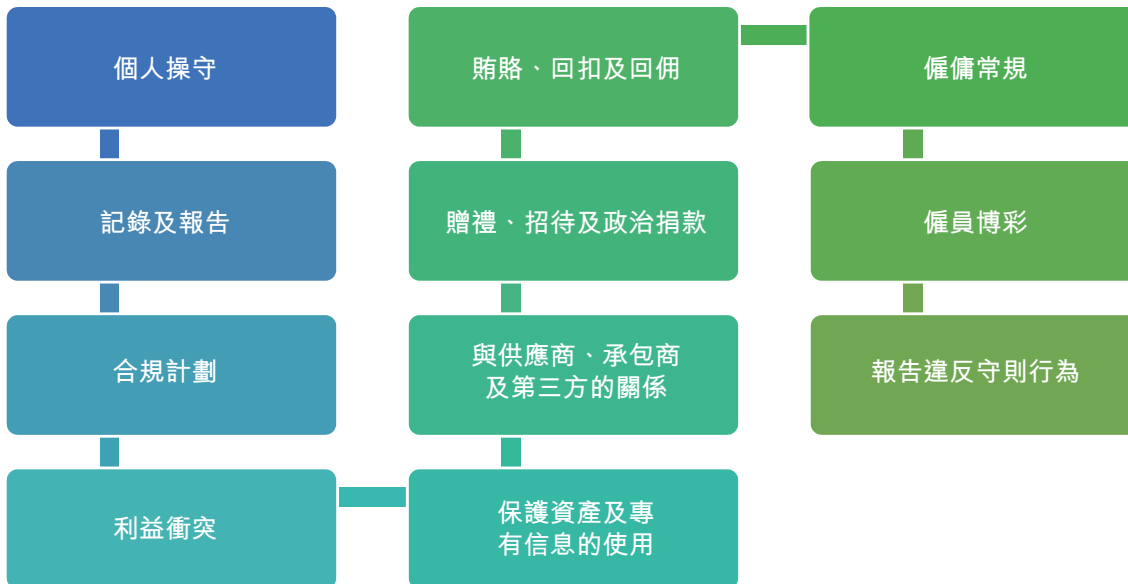 個人操守
記錄及報告
合規計劃
利益衝突
保護資產及專
有信息的使用
與供應商、承包商
及第三方的關係
贈禮、招待及政治捐款
賄賂、回扣及回佣
僱傭常規
僱員博彩
報告違反守則行為